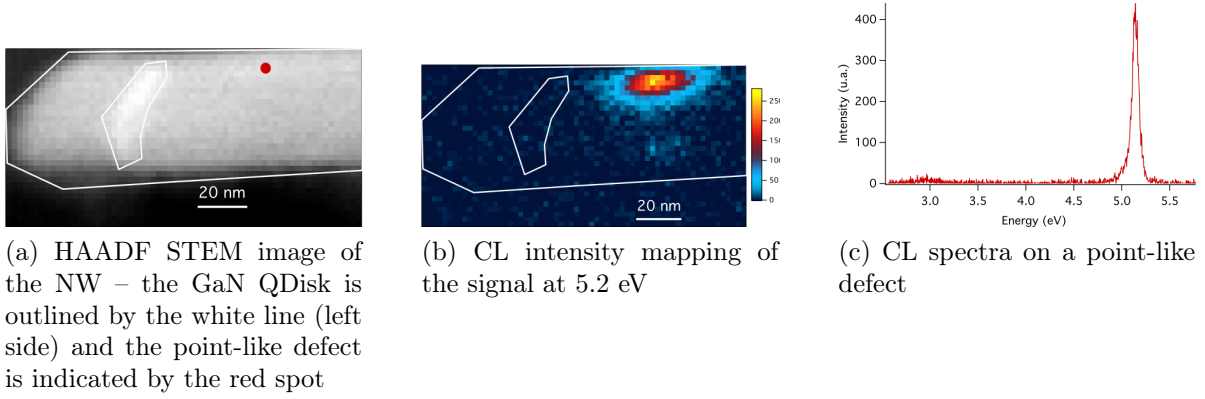 20 nm
20 nm
250
200
150
100
50
0
400
300
200
100
0
Intensity (u.a.)
3.0 3.5 4.0 4.5 5.0 5.5
Energy (eV)
(a) HAADF STEM image of
the NW – the GaN QDisk is
outlined by the white line (left
side) and the point-like defect
is indicated by the red spot
(b) CL intensity mapping of
the signal at 5.2 eV
(c) CL spectra on a point-like
defect